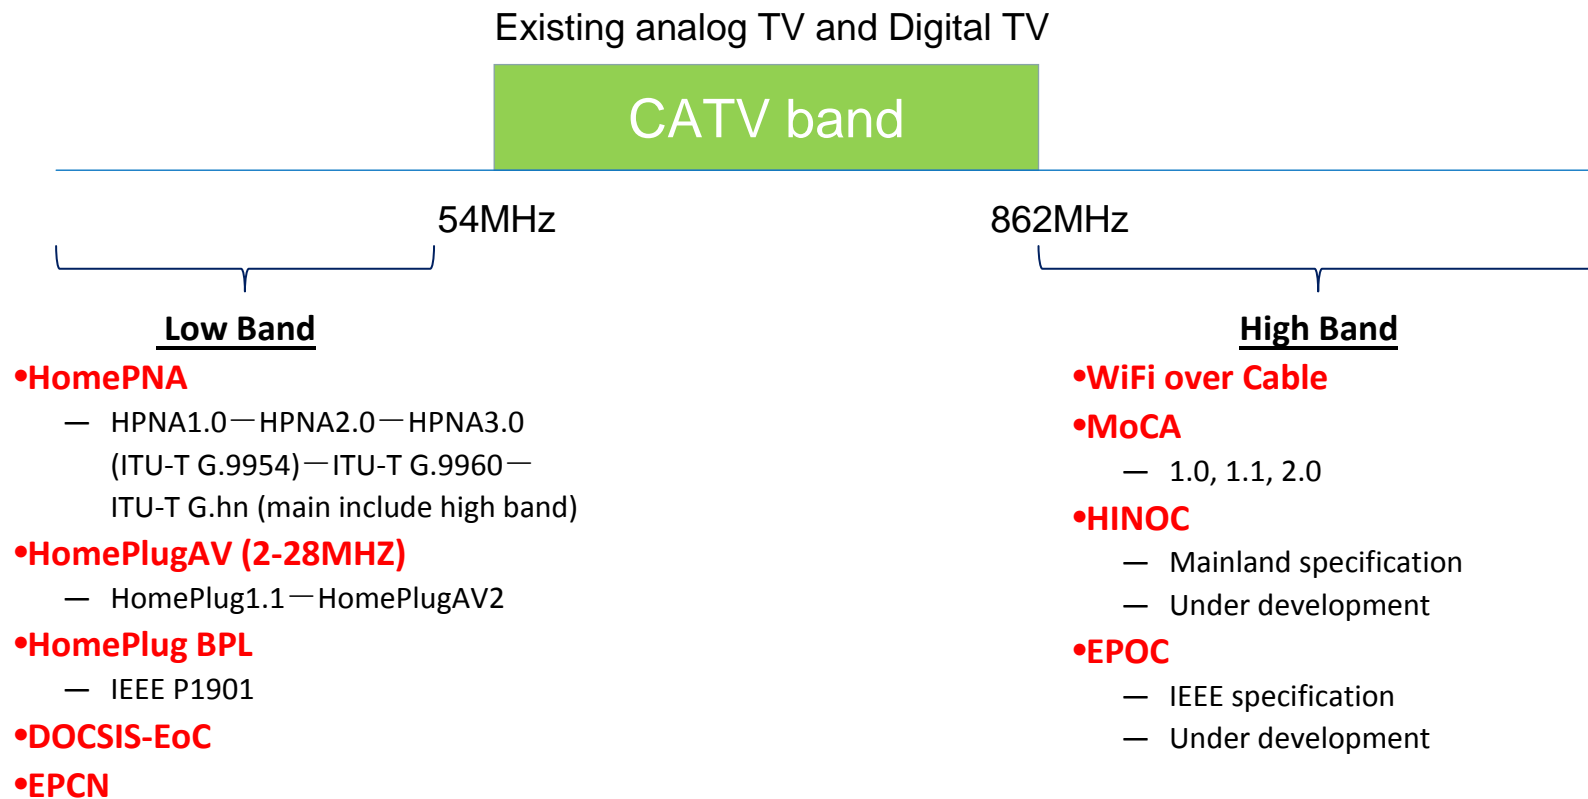 Existing analog TV and Digital TV
CATV band
54MHz
862MHz
Low Band
•HomePNA
— HPNA1.0—HPNA2.0—HPNA3.0
(ITU-T G.9954)—ITU-T G.9960—
ITU-T G.hn (main include high band)
•HomePlugAV (2-28MHZ)
— HomePlug1.1—HomePlugAV2
•HomePlug BPL
— IEEE P1901
•DOCSIS-EoC
•EPCN
High Band
•WiFi over Cable
•MoCA
— 1.0, 1.1, 2.0
•HINOC
— Mainland specification
— Under development
•EPOC
— IEEE specification
— Under development